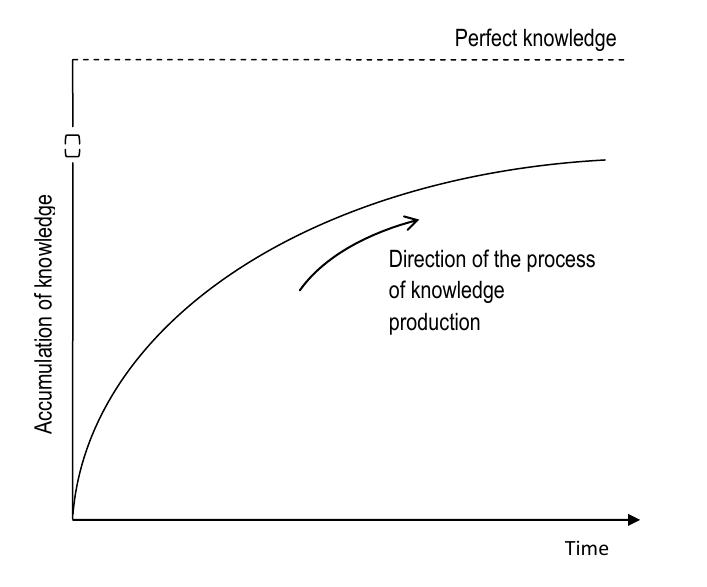 Perfect knowledge
Accumulation of knowledge
Direction of the process
of knowledge
production
Time